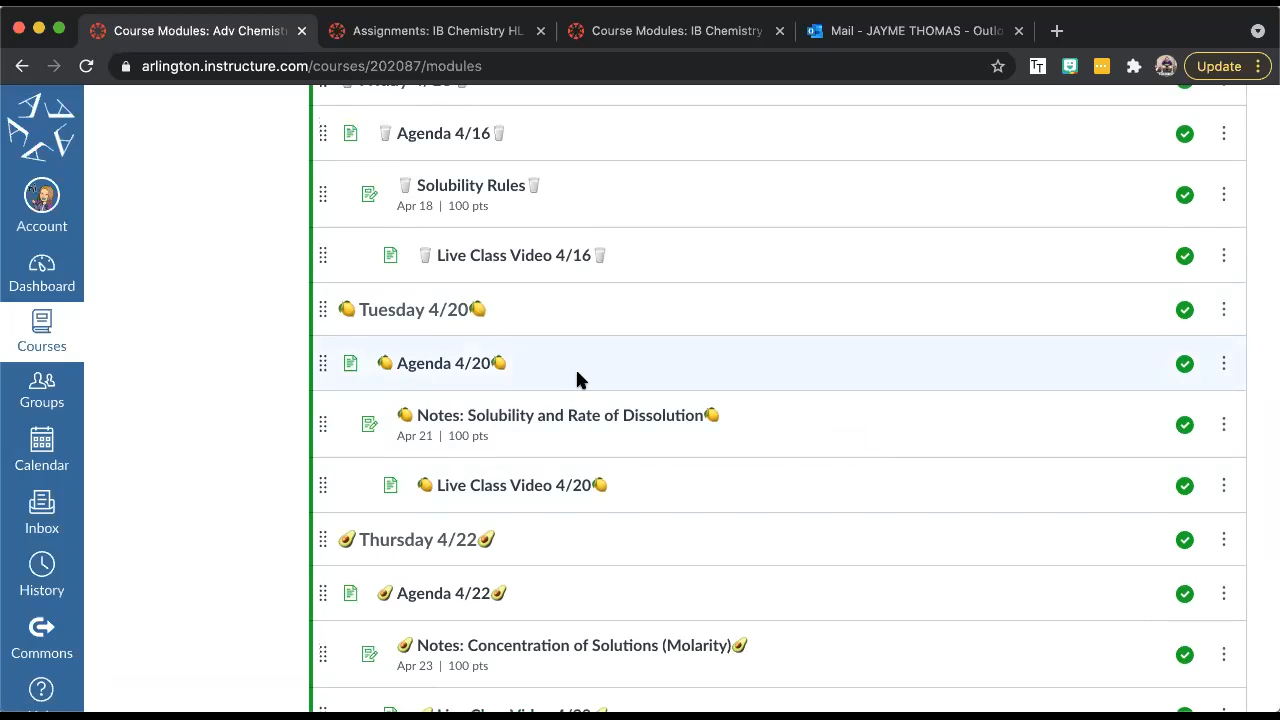 Course Modules: Adv Chemist
Assignments: IB Chemistry HL
Course Modules: IB Chemistry
Mail - JAYME THOMAS - Outlo
arlington.instructure.com/courses/202087/modules
Update
Account
Dashboard
Courses
Groups
Calendar
Inbox
History
Commons
Agenda 4/16
Solubility Rules
Apr 18 | 100 pts
Live Class Video 4/16
Tuesday 4/20
Agenda 4/20
Notes: Solubility and Rate of Dissolution
Apr 21 | 100 pts
Live Class Video 4/20
Thursday 4/22
Agenda 4/22
Notes: Concentration of Solutions (Molarity)
Apr 23 | 100 pts